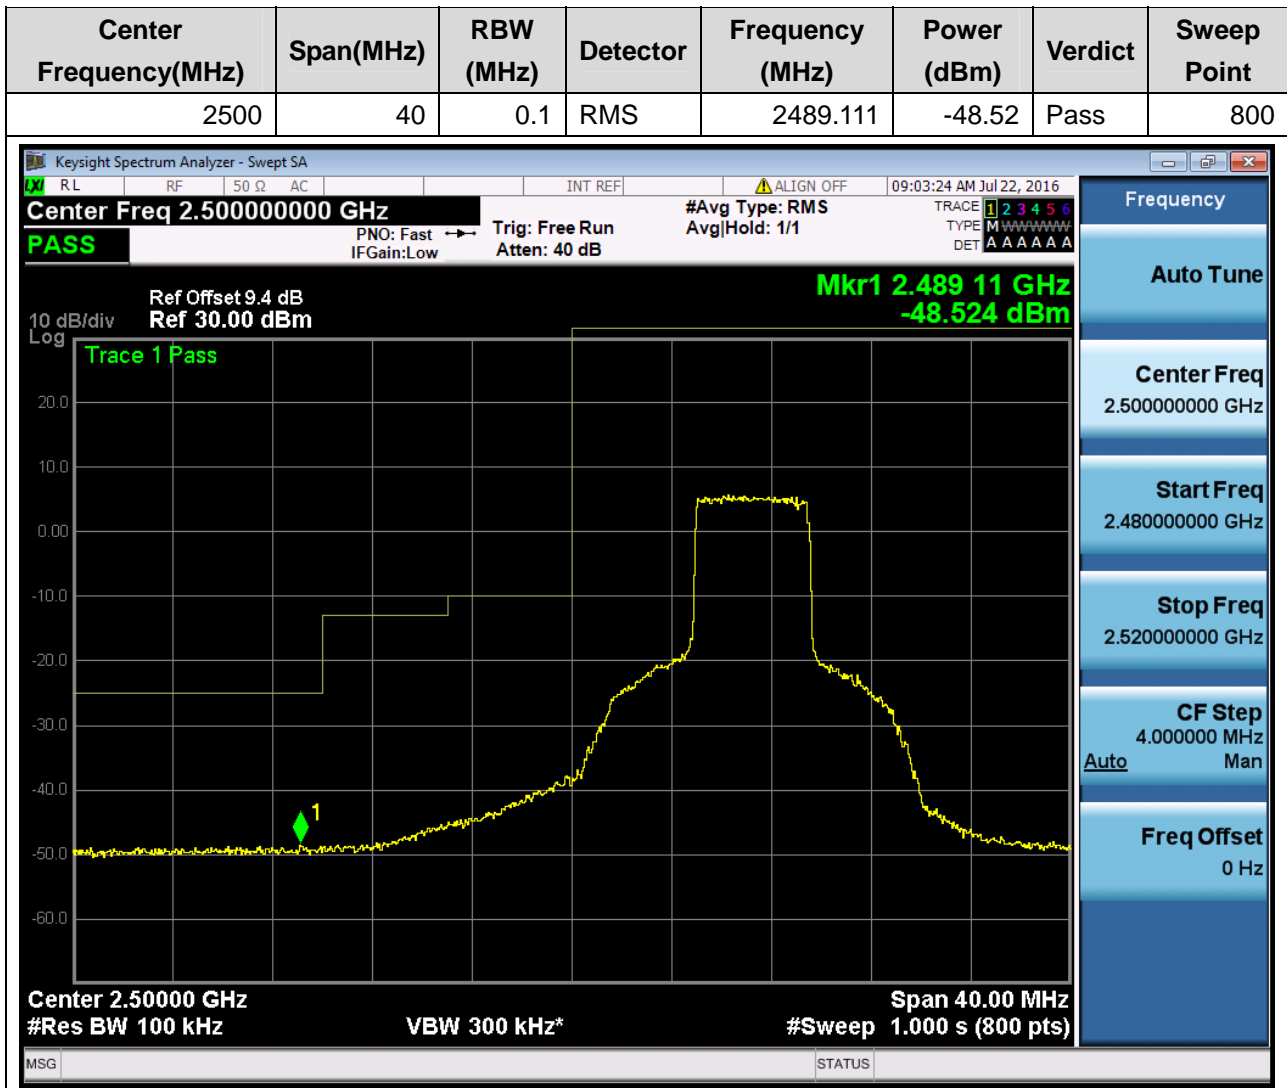 Center Frequency(MHz) Span(MHz) RBW (MHz) Detector Frequency (MHz) Power (dBm) Verdict Sweep Point
2500 40 0.1 RMS 2489.111 -48.52 Pass 800
Keysight Spectrum Analyzer - Swept SA
LXI RL RF 50 Ω AC INT REF ALIGN OFF 09:03:24 AM Jul 22, 2016
Center Freq 2.500000000 GHz
PASS
PNO: Fast
IFGain:Low
Trig: Free Run
Atten: 40 dB
#Avg Type: RMS
Avg|Hold: 1/1
TRACE 1 2 3 4 5 6
TYPE M WWWWW
DET A A A A A A
Mkr1 2.489 11 GHz
-48.524 dBm
Ref Offset 9.4 dB
10 dB/div Ref 30.00 dBm
Log
Trace 1 Pass
20.0
10.0
0.00
-10.0
-20.0
-30.0
-40.0
1
-50.0
-60.0
Center 2.50000 GHz Span 40.00 MHz
#Res BW 100 kHz VBW 300 kHz* #Sweep 1.000 s (800 pts)
MSG STATUS
Frequency
Auto Tune
Center Freq
2.500000000 GHz
Start Freq
2.480000000 GHz
Stop Freq
2.520000000 GHz
CF Step
4.000000 MHz
Auto Man
Freq Offset
0 Hz